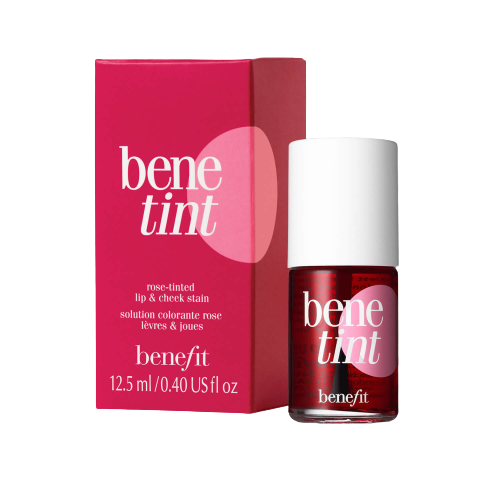 bene
tint
rose-tinted
lip & cheek stain
solution colorante rose
lèvres & joues
benefit
12.5 ml/0.40 US fl oz
bene
tint
benefit